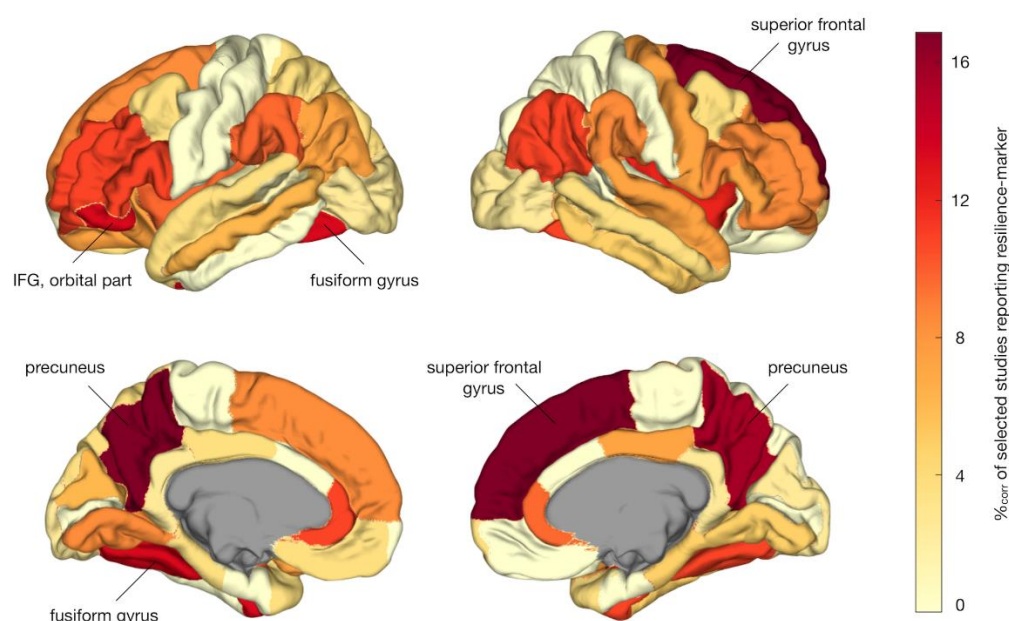 superior frontal
gyrus
IFG, orbital part
fusiform gyrus
precuneus
superior frontal
gyrus
precuneus
fusiform gyrus
16
12
8
4
0
%corr of selected studies reporting resilience-marker